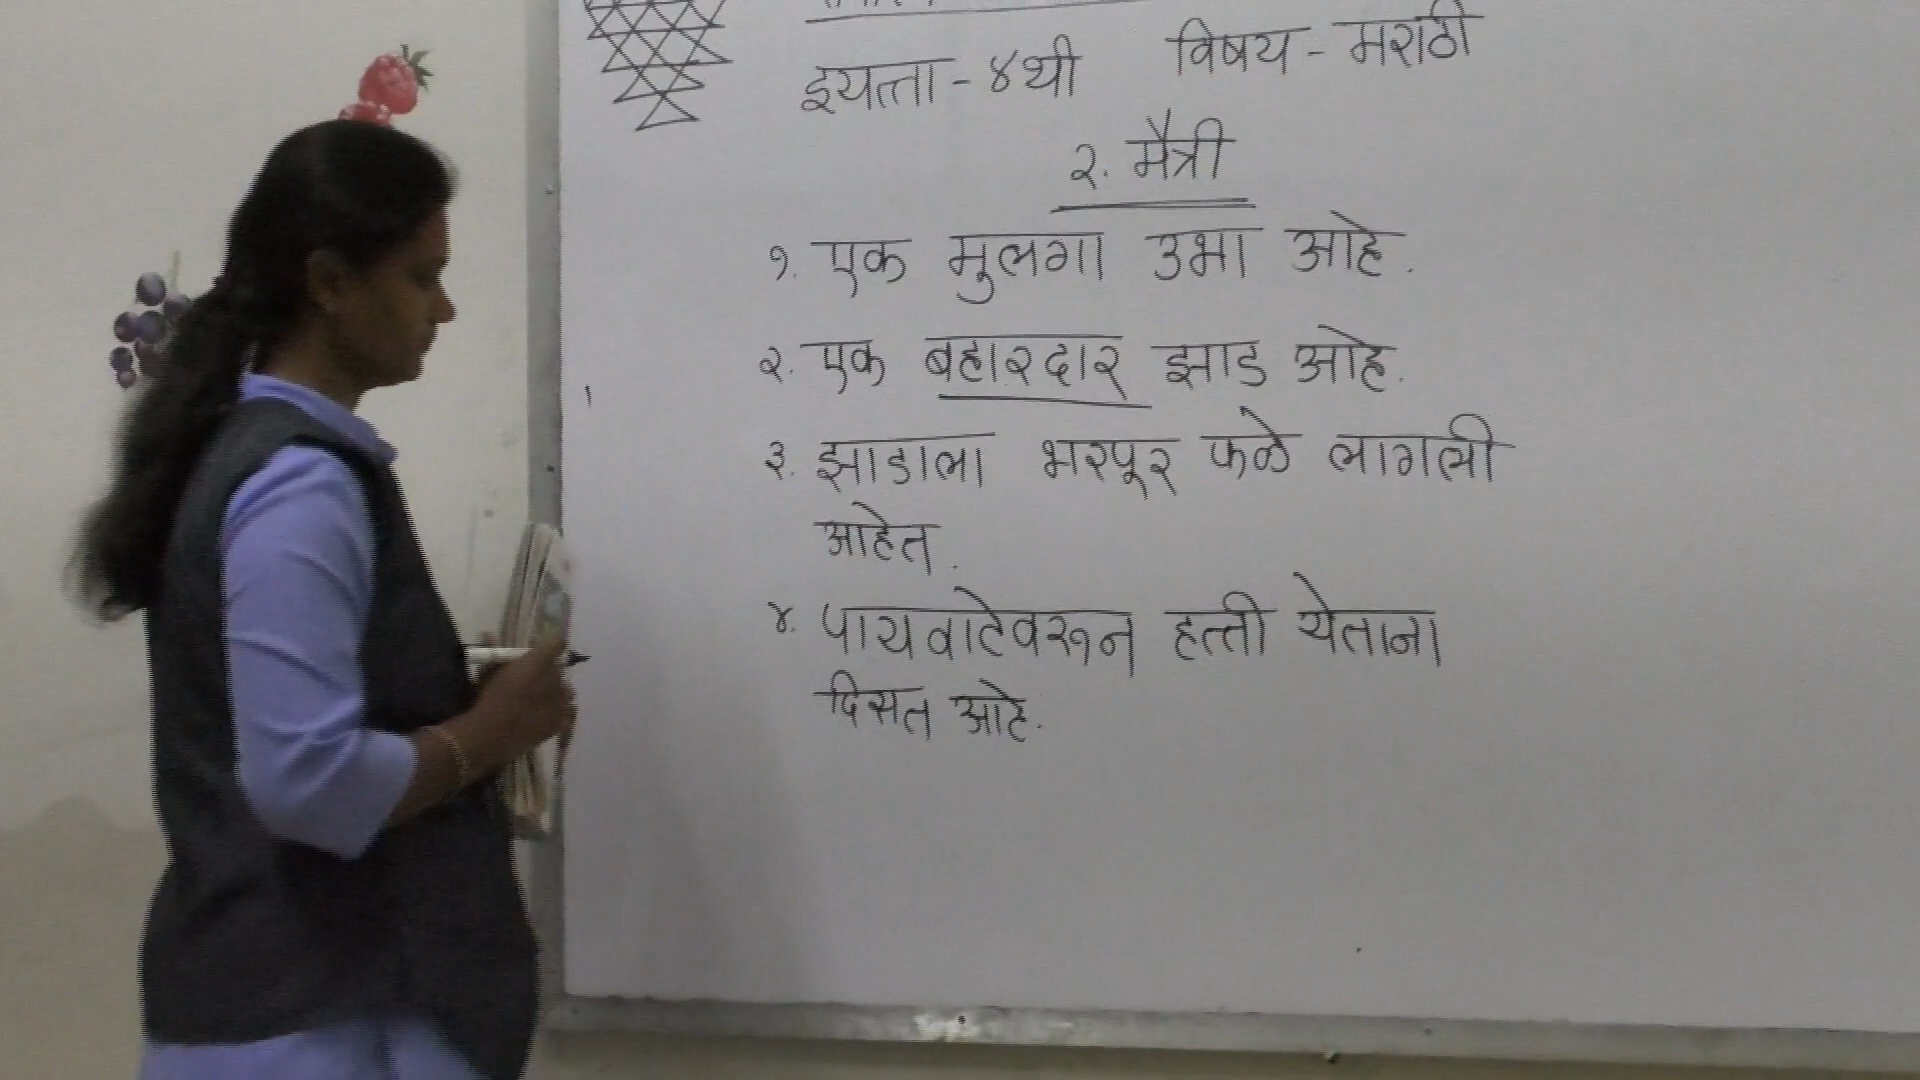 इयत्ता - ४थी विषय - मराठी
२. मैत्री
१. एक मुलगा उभा आहे.
२. एक बहारदार झाड आहे.
३. झाडाला भरपूर फळे लागली
आहेत.
४. पायवाटेवरून हत्ती येताना
दिसत आहे.